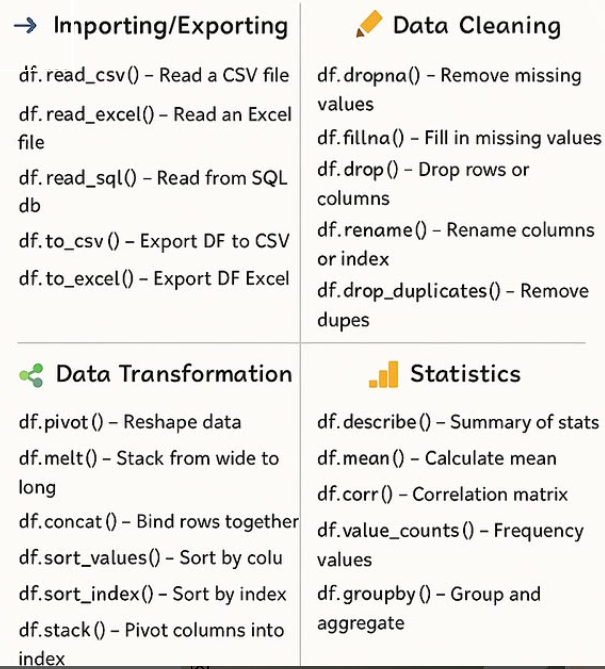 Importing/Exporting
df.read_csv() – Read a CSV file
df.read_excel() – Read an Excel
file
df.read_sql() – Read from SQL
db
df.to_csv() – Export DF to CSV
df.to_excel() – Export DF Excel
Data Cleaning
df.dropna() – Remove missing
values
df.fillna() – Fill in missing values
df.drop() – Drop rows or
columns
df.rename() – Rename columns
or index
df.drop_duplicates() – Remove
dupes
Data Transformation
df.pivot() – Reshape data
df.melt() – Stack from wide to
long
df.concat() – Bind rows together
df.sort_values() – Sort by colu
df.sort_index() – Sort by index
df.stack() – Pivot columns into
index
Statistics
df.describe() – Summary of stats
df.mean() – Calculate mean
df.corr() – Correlation matrix
df.value_counts() – Frequency
values
df.groupby() – Group and
aggregate